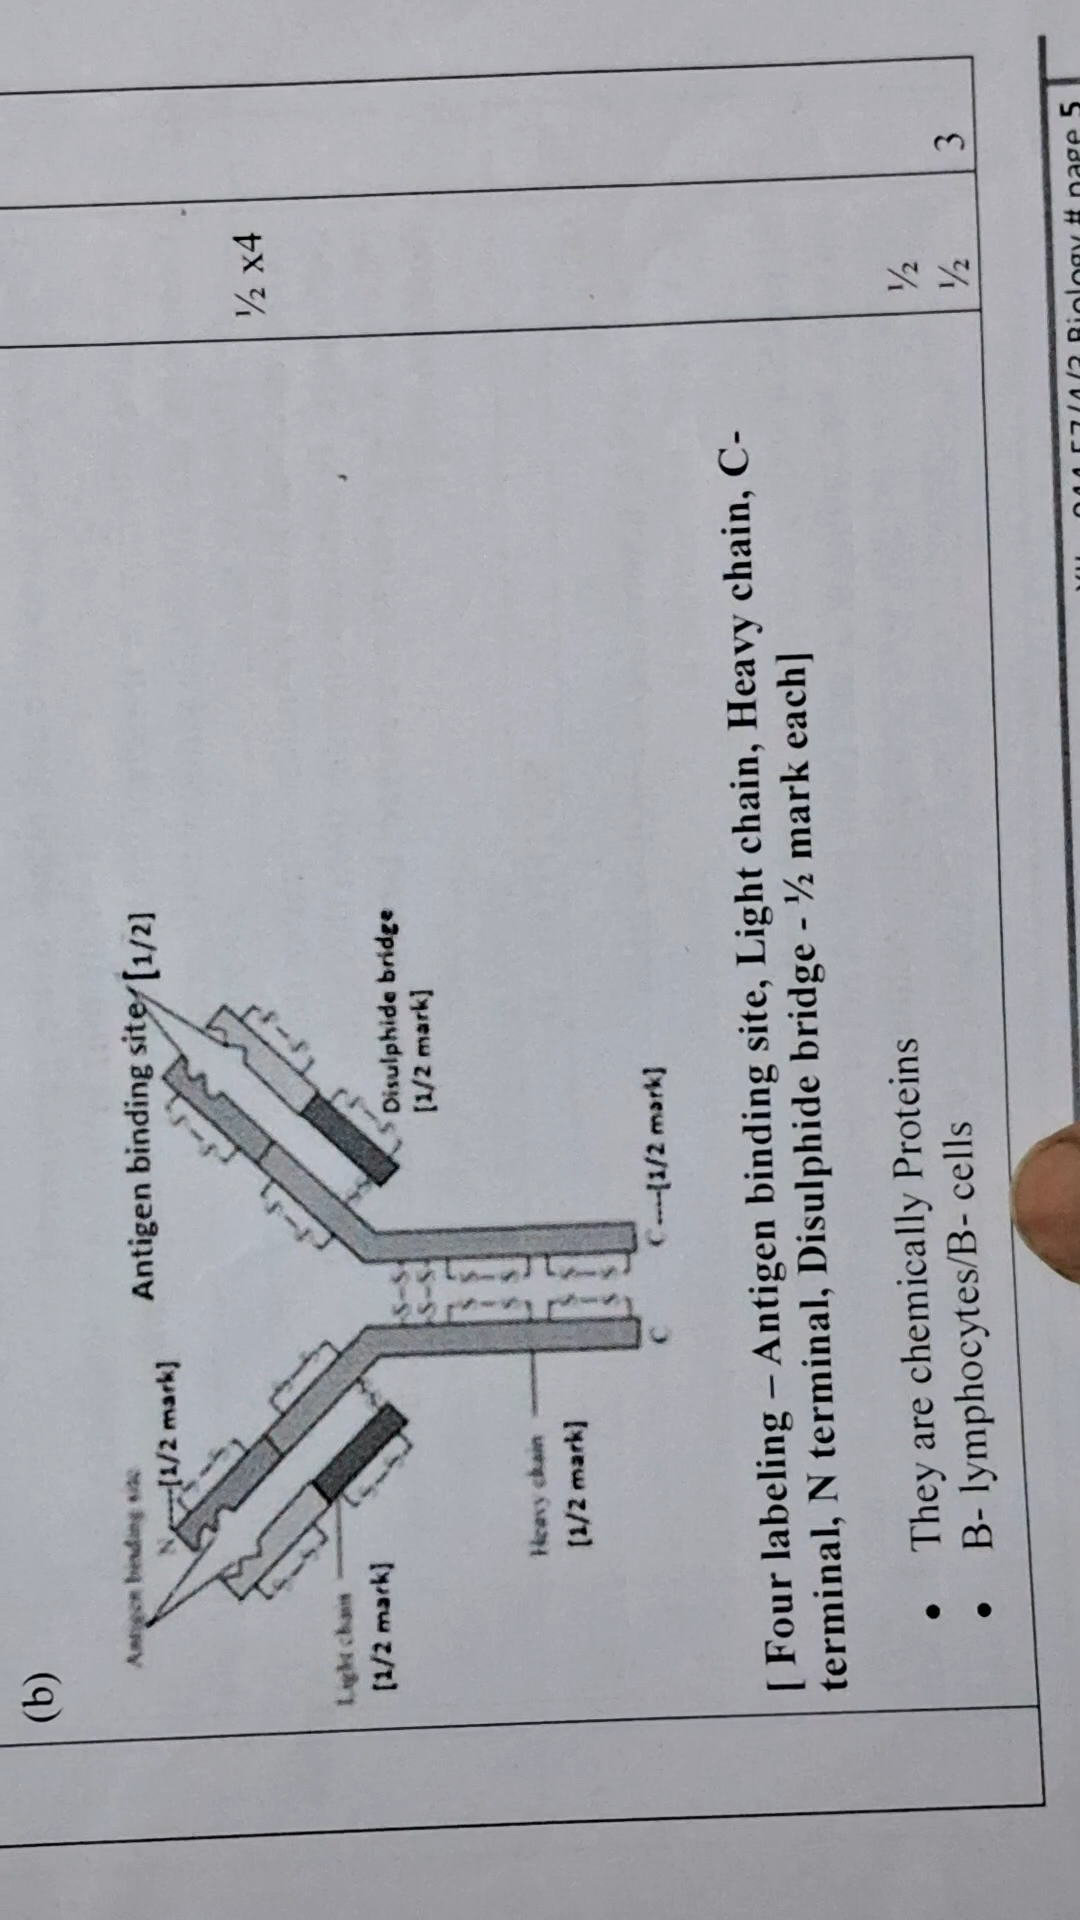 (b)
Antigen binding site
Antigen binding site [1/2]
N----[1/2 mark]
S-S
S-S
S-S
S-S
Light chain
[1/2 mark]
Disulphide bridge
[1/2 mark]
S-S
S-S
Heavy chain
[1/2 mark]
C
C----[1/2 mark]
½ x4
[ Four labeling – Antigen binding site, Light chain, Heavy chain, C-
terminal, N terminal, Disulphide bridge - ½ mark each]
• They are chemically Proteins ½
• B- lymphocytes/B- cells ½ 3
Biology # page 5